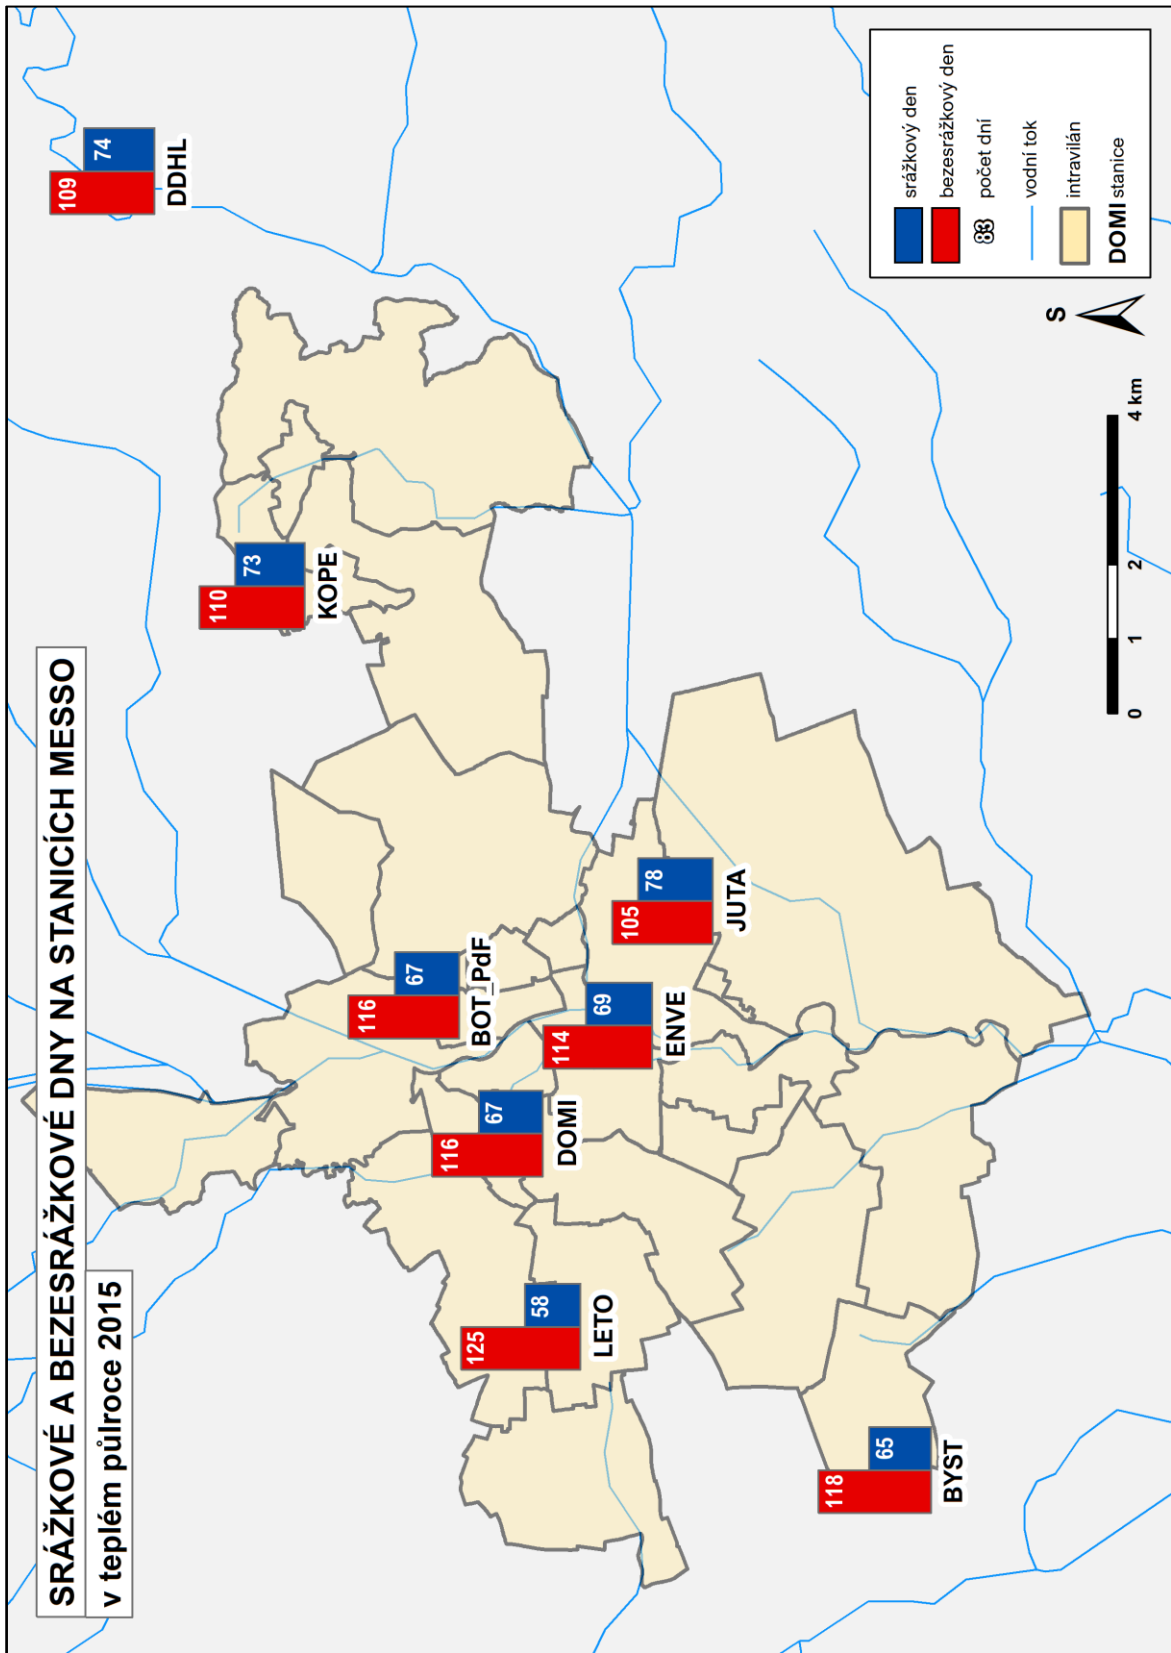 SRÁŽKOVÉ A BEZESRÁŽKOVÉ DNY NA STANICÍCH MESSO
v teplém půlroce 2015
109
74
DDHL
110
73
KOPE
116
67
BOT_PdF
116
67
DOMI
114
69
ENVE
105
78
JUTA
125
58
LETO
118
65
BYST
srážkový den
bezesrážkový den
83 počet dní
vodní tok
intravilán
DOMI stanice
S
0 1 2 4 km